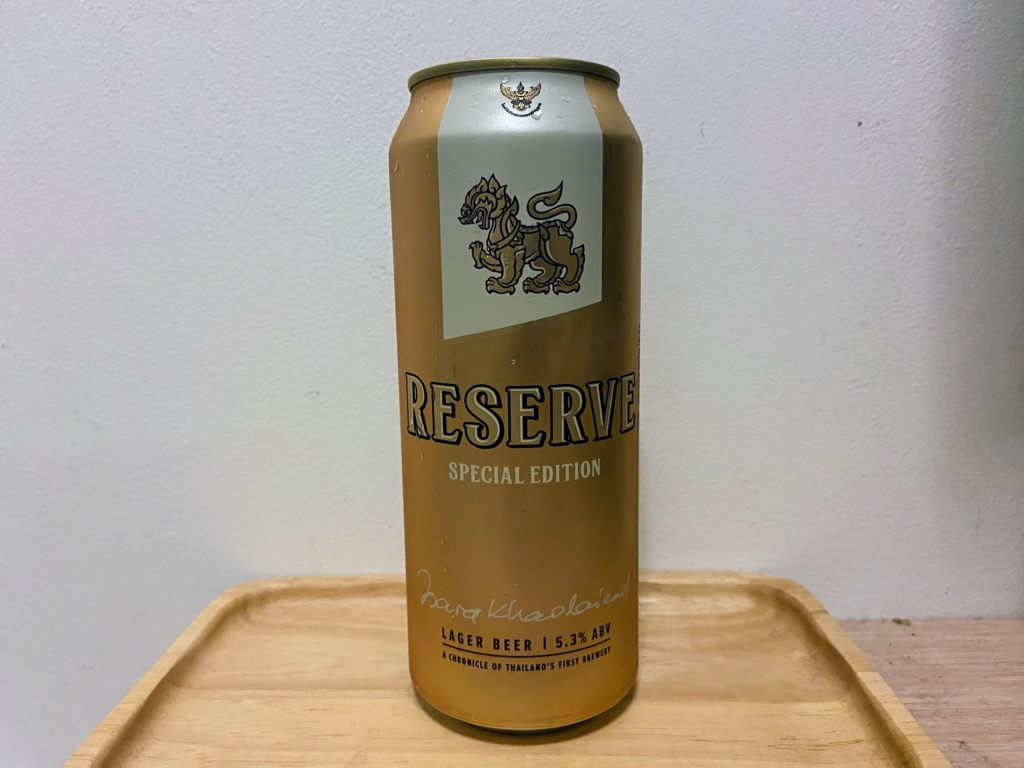 RESERVE
SPECIAL EDITION
LAGER BEER | 5.3% ABV
A CHRONICLE OF THAILAND'S FIRST BREWERY